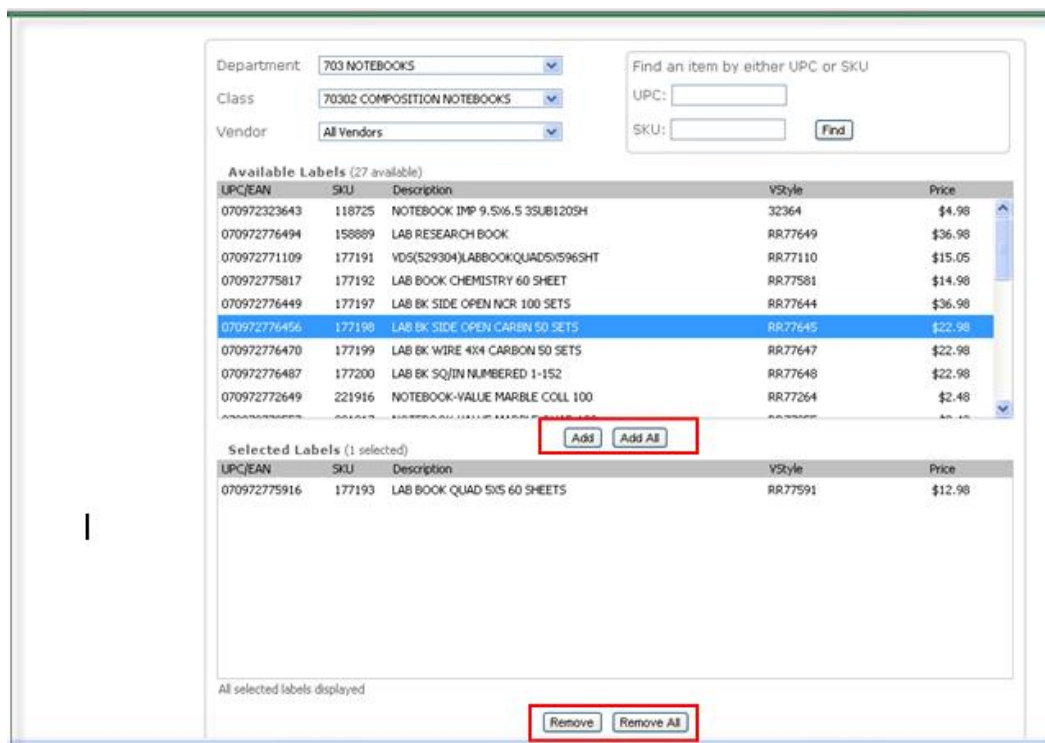 Department 703 NOTEBOOKS
Class 70302 COMPOSITION NOTEBOOKS
Vendor All Vendors
Find an item by either UPC or SKU
UPC:
SKU: Find
Available Labels (27 available)
UPC/EAN SKU Description VStyle Price
070972323643 118725 NOTEBOOK IMP 9.5X6.5 3SUB120SH 32364 $4.98
070972776494 158889 LAB RESEARCH BOOK RR77649 $36.98
070972771109 177191 VDS(529304)LABBOOKQUAD5X596SHT RR77110 $15.05
070972775817 177192 LAB BOOK CHEMISTRY 60 SHEET RR77581 $14.98
070972776449 177197 LAB BK SIDE OPEN NCR 100 SETS RR77644 $36.98
070972776456 177198 LAB BK SIDE OPEN CARBN 50 SETS RR77645 $22.98
070972776470 177199 LAB BK WIRE 4X4 CARBON 50 SETS RR77647 $22.98
070972776487 177200 LAB BK SQ/IN NUMBERED 1-152 RR77648 $22.98
070972772649 221916 NOTEBOOK-VALUE MARBLE COLL 100 RR77264 $2.48
Add Add All
Selected Labels (1 selected)
UPC/EAN SKU Description VStyle Price
070972775916 177193 LAB BOOK QUAD 5X5 60 SHEETS RR77591 $12.98
All selected labels displayed
Remove Remove All